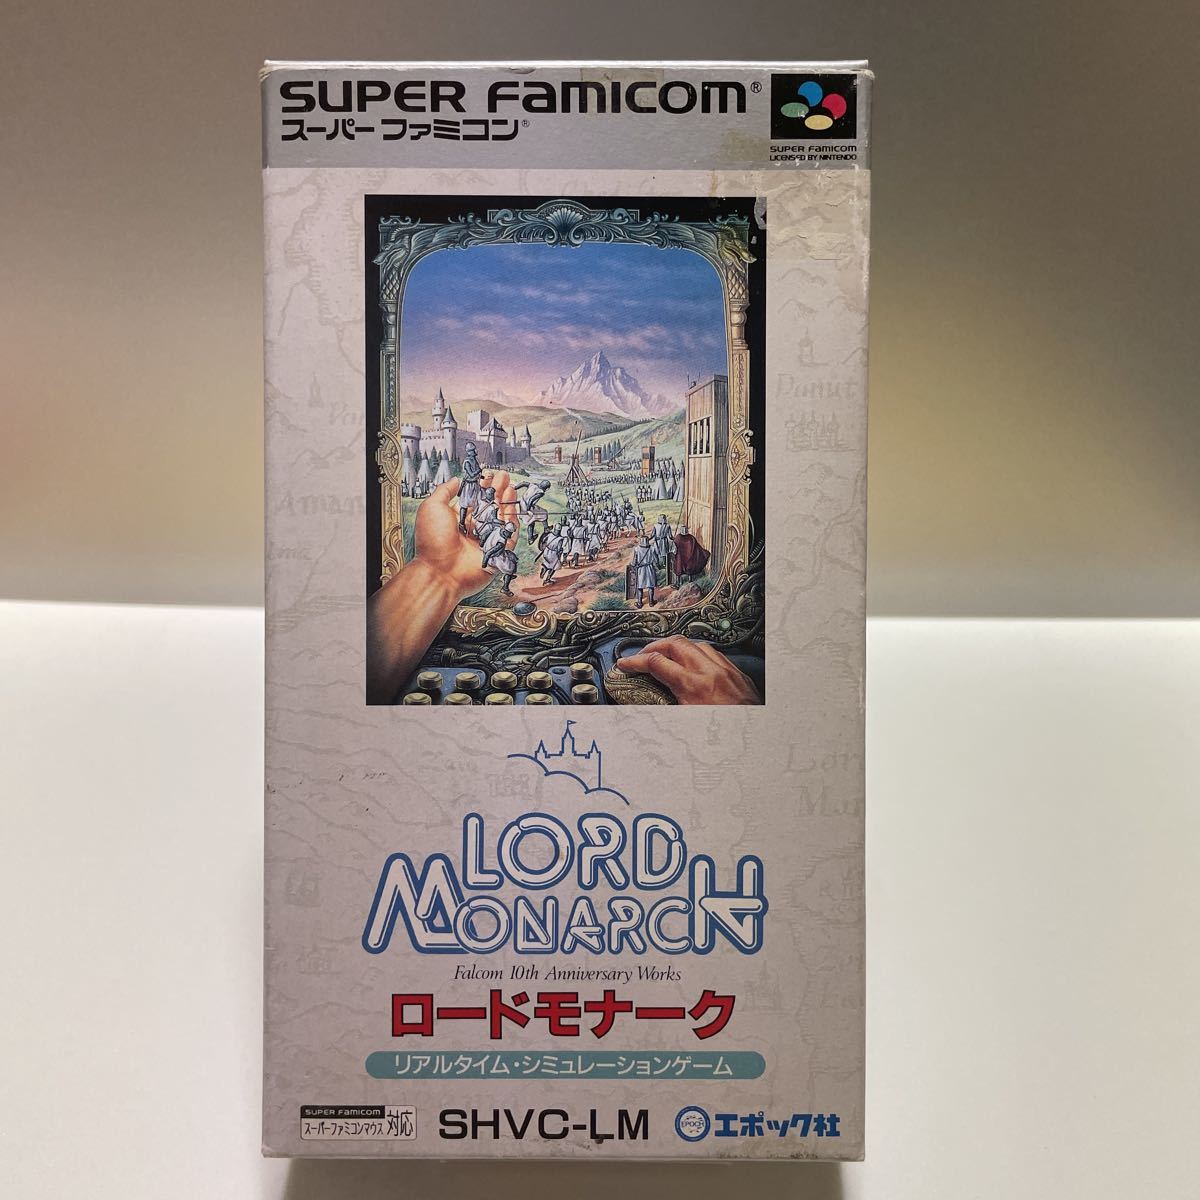 SUPER FAMICOM®
スーパーファミコン®
SUPER FAMICOM
LICENSED BY NINTENDO
LORD
MONARCH
Falcom 10th Anniversary Works
ロードモナーク
リアルタイム・シミュレーションゲーム
SUPER FAMICOM
スーパーファミコンマウス 対応
SHVC-LM
EPOCH エポック社